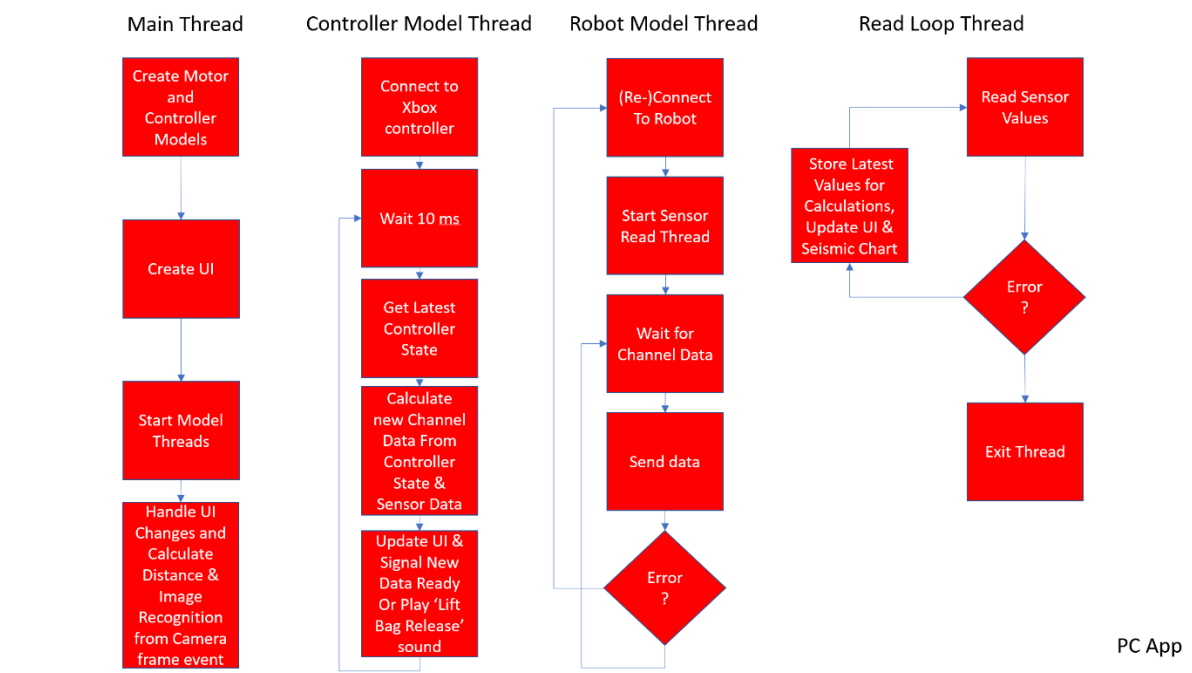 Main Thread
Create Motor
and
Controller
Models
Create UI
Start Model
Threads
Handle UI
Changes and
Calculate
Distance &
Image
Recognition
from Camera
frame event
Controller Model Thread
Connect to
Xbox
controller
Wait 10 ms
Get Latest
Controller
State
Calculate
new Channel
Data From
Controller
State &
Sensor Data
Update UI &
Signal New
Data Ready
Or Play ‘Lift
Bag Release’
sound
Robot Model Thread
(Re-)Connect
To Robot
Start Sensor
Read Thread
Wait for
Channel Data
Send data
Error
?
Read Loop Thread
Read Sensor
Values
Store Latest
Values for
Calculations,
Update UI &
Seismic Chart
Error
?
Exit Thread
PC App